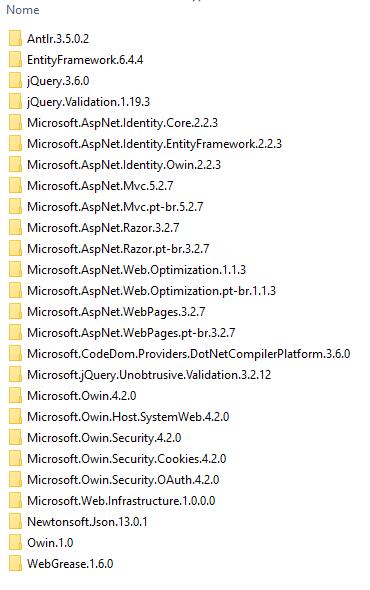 Nome
Antlr.3.5.0.2
EntityFramework.6.4.4
jQuery.3.6.0
jQuery.Validation.1.19.3
Microsoft.AspNet.Identity.Core.2.2.3
Microsoft.AspNet.Identity.EntityFramework.2.2.3
Microsoft.AspNet.Identity.Owin.2.2.3
Microsoft.AspNet.Mvc.5.2.7
Microsoft.AspNet.Mvc.pt-br.5.2.7
Microsoft.AspNet.Razor.3.2.7
Microsoft.AspNet.Razor.pt-br.3.2.7
Microsoft.AspNet.Web.Optimization.1.1.3
Microsoft.AspNet.Web.Optimization.pt-br.1.1.3
Microsoft.AspNet.WebPages.3.2.7
Microsoft.AspNet.WebPages.pt-br.3.2.7
Microsoft.CodeDom.Providers.DotNetCompilerPlatform.3.6.0
Microsoft.jQuery.Unobtrusive.Validation.3.2.12
Microsoft.Owin.4.2.0
Microsoft.Owin.Host.SystemWeb.4.2.0
Microsoft.Owin.Security.4.2.0
Microsoft.Owin.Security.Cookies.4.2.0
Microsoft.Owin.Security.OAuth.4.2.0
Microsoft.Web.Infrastructure.1.0.0.0
Newtonsoft.Json.13.0.1
Owin.1.0
WebGrease.1.6.0